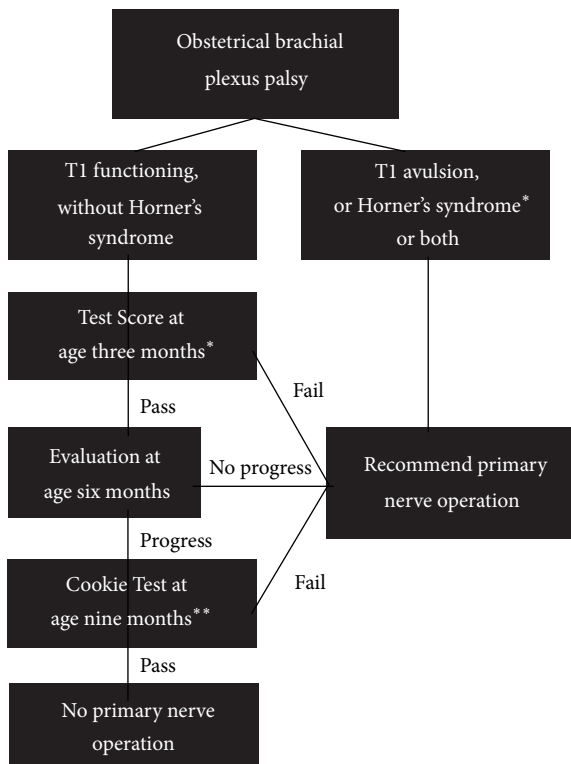 Obstetrical brachial
plexus palsy
T1 functioning,
without Horner's
syndrome
T1 avulsion,
or Horner's syndrome*
or both
Test Score at
age three months*
Fail
Pass
Evaluation at
age six months
No progress
Recommend primary
nerve operation
Progress
Cookie Test at
age nine months**
Fail
Pass
No primary nerve
operation